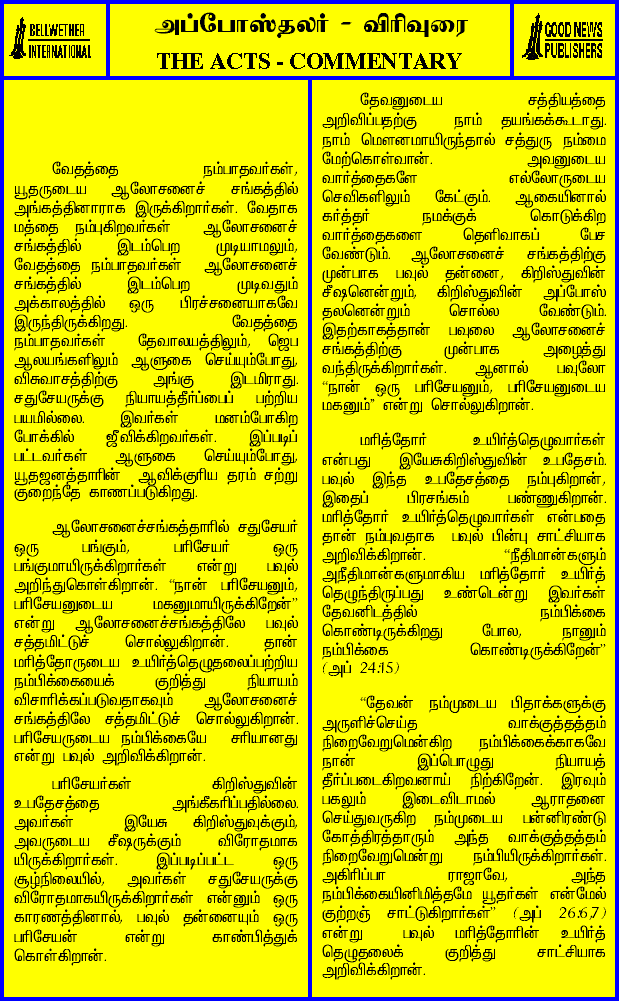 BELLWETHER
INTERNATIONAL
அப்போஸ்தலர் - விரிவுரை
THE ACTS - COMMENTARY
GOOD NEWS
PUBLISHERS
வேதத்தை நம்பாதவர்கள்,
யூதருடைய ஆலோசனைச் சங்கத்தில்
அங்கத்தினராக இருக்கிறார்கள். வேதாக
மத்தை நம்புகிறவர்கள் ஆலோசனைச்
சங்கத்தில் இடம்பெற முடியாமலும்,
வேதத்தை நம்பாதவர்கள் ஆலோசனைச்
சங்கத்தில் இடம்பெற முடிவதும்
அக்காலத்தில் ஒரு பிரச்சனையாகவே
இருந்திருக்கிறது. வேதத்தை
நம்பாதவர்கள் தேவாலயத்திலும், ஜெப
ஆலயங்களிலும் ஆளுகை செய்யும்போது,
விசுவாசத்திற்கு அங்கு இடமிராது.
சதுசேயருக்கு நியாயத்தீர்ப்பைப் பற்றிய
பயமில்லை. இவர்கள் மனம்போகிற
போக்கில் ஜீவிக்கிறவர்கள். இப்படிப்
பட்டவர்கள் ஆளுகை செய்யும்போது,
யூதஜனத்தாரின் ஆவிக்குரிய தரம் சற்று
குறைந்தே காணப்படுகிறது.
ஆலோசனைச்சங்கத்தாரில் சதுசேயர்
ஒரு பங்கும், பரிசேயர் ஒரு
பங்குமாயிருக்கிறார்கள் என்று பவுல்
அறிந்துகொள்கிறான். “நான் பரிசேயனும்,
பரிசேயனுடைய மகனுமாயிருக்கிறேன்”
என்று ஆலோசனைச்சங்கத்திலே பவுல்
சத்தமிட்டுச் சொல்லுகிறான். தான்
மரித்தோருடைய உயிர்த்தெழுதலைப்பற்றிய
நம்பிக்கையைக் குறித்து நியாயம்
விசாரிக்கப்படுவதாகவும் ஆலோசனைச்
சங்கத்திலே சத்தமிட்டுச் சொல்லுகிறான்.
பரிசேயருடைய நம்பிக்கையே சரியானது
என்று பவுல் அறிவிக்கிறான்.
பரிசேயர்கள் கிறிஸ்துவின்
உபதேசத்தை அங்கீகரிப்பதில்லை.
அவர்கள் இயேசு கிறிஸ்துவுக்கும்,
அவருடைய சீஷருக்கும் விரோதமாக
யிருக்கிறார்கள். இப்படிப்பட்ட ஒரு
சூழ்நிலையில், அவர்கள் சதுசேயருக்கு
விரோதமாகயிருக்கிறார்கள் என்னும் ஒரு
காரணத்தினால், பவுல் தன்னையும் ஒரு
பரிசேயன் என்று காண்பித்துக்
கொள்கிறான்.
தேவனுடைய சத்தியத்தை
அறிவிப்பதற்கு நாம் தயங்கக்கூடாது.
நாம் மௌனமாயிருந்தால் சத்துரு நம்மை
மேற்கொள்வான். அவனுடைய
வார்த்தைகளே எல்லோருடைய
செவிகளிலும் கேட்கும். ஆகையினால்
கர்த்தர் நமக்குக் கொடுக்கிற
வார்த்தைகளை தெளிவாகப் பேச
வேண்டும். ஆலோசனைச் சங்கத்திற்கு
முன்பாக பவுல் தன்னை, கிறிஸ்துவின்
சீஷனென்றும், கிறிஸ்துவின் அப்போஸ்
தலனென்றும் சொல்ல வேண்டும்.
இதற்காகத்தான் பவுலை ஆலோசனைச்
சங்கத்திற்கு முன்பாக அழைத்து
வந்திருக்கிறார்கள். ஆனால் பவுலோ
“நான் ஒரு பரிசேயனும், பரிசேயனுடைய
மகனும்” என்று சொல்லுகிறான்.
மரித்தோர் உயிர்த்தெழுவார்கள்
என்பது இயேசுகிறிஸ்துவின் உபதேசம்.
பவுல் இந்த உபதேசத்தை நம்புகிறான்,
இதைப் பிரசங்கம் பண்ணுகிறான்.
மரித்தோர் உயிர்த்தெழுவார்கள் என்பதை
தான் நம்புவதாக பவுல் பின்பு சாட்சியாக
அறிவிக்கிறான். “நீதிமான்களும்
அநீதிமான்களுமாகிய மரித்தோர் உயிர்த்
தெழுந்திருப்பது உண்டென்று இவர்கள்
தேவனிடத்தில் நம்பிக்கை
கொண்டிருக்கிறது போல, நானும்
நம்பிக்கை கொண்டிருக்கிறேன்”
(அப் 24:15)
“தேவன் நம்முடைய பிதாக்களுக்கு
அருளிச்செய்த வாக்குத்தத்தம்
நிறைவேறுமென்கிற நம்பிக்கைக்காகவே
நான் இப்பொழுது நியாயத்
தீர்ப்படைகிறவனாய் நிற்கிறேன். இரவும்
பகலும் இடைவிடாமல் ஆராதனை
செய்துவருகிற நம்முடைய பன்னிரண்டு
கோத்திரத்தாரும் அந்த வாக்குத்தத்தம்
நிறைவேறுமென்று நம்பியிருக்கிறார்கள்.
அகிரிப்பா ராஜாவே, அந்த
நம்பிக்கையினிமித்தமே யூதர்கள் என்மேல்
குற்றஞ் சாட்டுகிறார்கள்” (அப் 26:6,7)
என்று பவுல் மரித்தோரின் உயிர்த்
தெழுதலைக் குறித்து சாட்சியாக
அறிவிக்கிறான்.